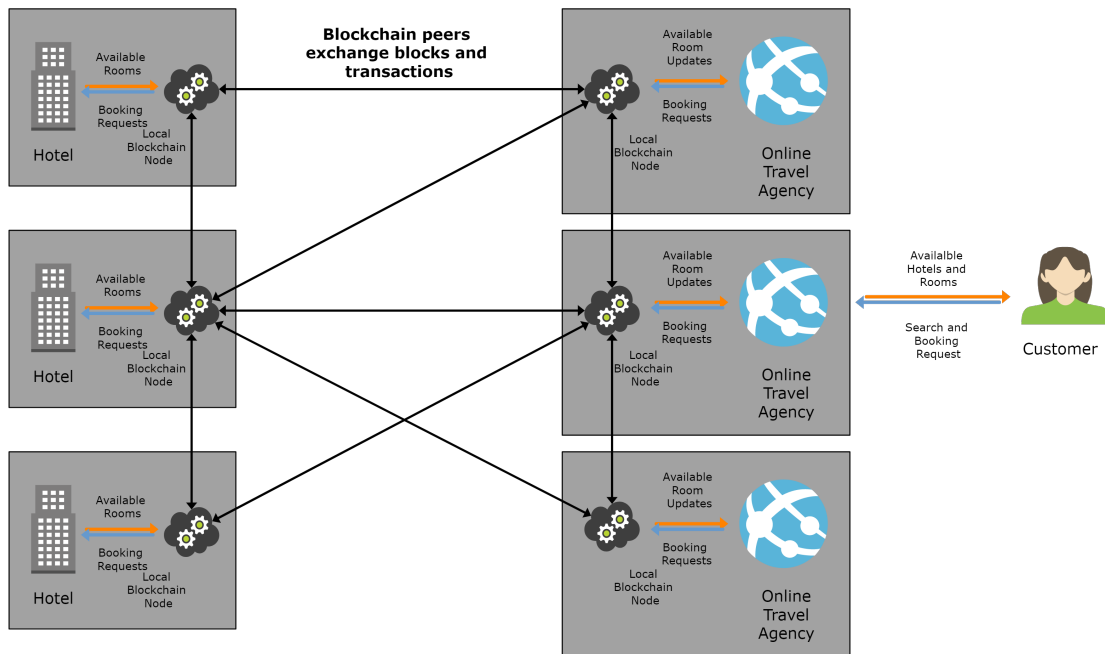 Blockchain peers
exchange blocks and
transactions
Available
Rooms
Booking
Requests
Local
Blockchain
Node
Hotel
Available
Room
Updates
Booking
Requests
Local
Blockchain
Node
Online
Travel
Agency
Available
Rooms
Booking
Requests
Local
Blockchain
Node
Hotel
Available
Room
Updates
Booking
Requests
Local
Blockchain
Node
Online
Travel
Agency
Available
Hotels and
Rooms
Search and
Booking
Request
Customer
Available
Rooms
Booking
Requests
Local
Blockchain
Node
Hotel
Available
Room
Updates
Booking
Requests
Local
Blockchain
Node
Online
Travel
Agency